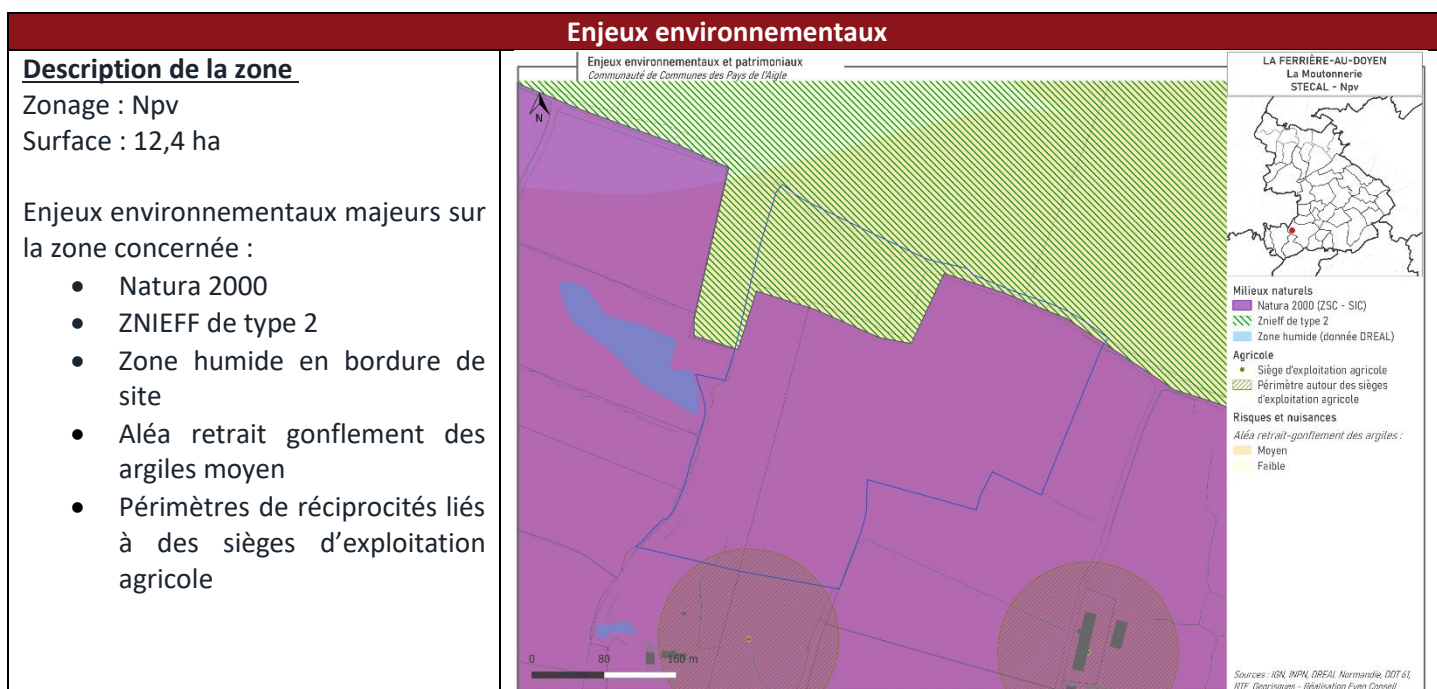 Enjeux environnementaux
Description de la zone
Zonage : Npv
Surface : 12,4 ha
Enjeux environnementaux majeurs sur
la zone concernée :
• Natura 2000
• ZNIEFF de type 2
• Zone humide en bordure de
site
• Aléa retrait gonflement des
argiles moyen
• Périmètres de réciprocités liés
à des sièges d'exploitation
agricole
Enjeux environnementaux et patrimoniaux
Communauté de Communes des Pays de l'Aigle
N
0 80 160 m
LA FERRIÈRE-AU-DOYEN
La Moutonnerie
STECAL - Npv
Milieux naturels
Natura 2000 (ZSC - SIC)
Znieff de type 2
Zone humide (donnée DREAL)
Agricole
Siège d'exploitation agricole
Périmètre autour des sièges
d'exploitation agricole
Risques et nuisances
Aléa retrait-gonflement des argiles :
Moyen
Faible
Sources : IGN, INPN, DREAL Normandie, DDT 61,
RTE, Georisques - Réalisation Even Conseil